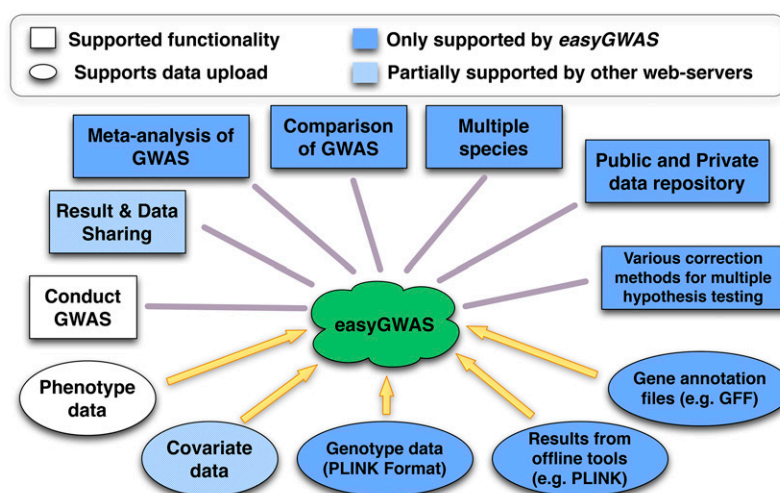 Supported functionality
Only supported by easyGWAS
Supports data upload
Partially supported by other web-servers
Meta-analysis of
GWAS
Comparison
of GWAS
Multiple
species
Public and Private
data repository
Result & Data
Sharing
Various correction
methods for multiple
hypothesis testing
Conduct
GWAS
easyGWAS
Phenotype
data
Gene annotation
files (e.g. GFF)
Covariate
data
Genotype data
(PLINK Format)
Results from
offline tools
(e.g. PLINK)